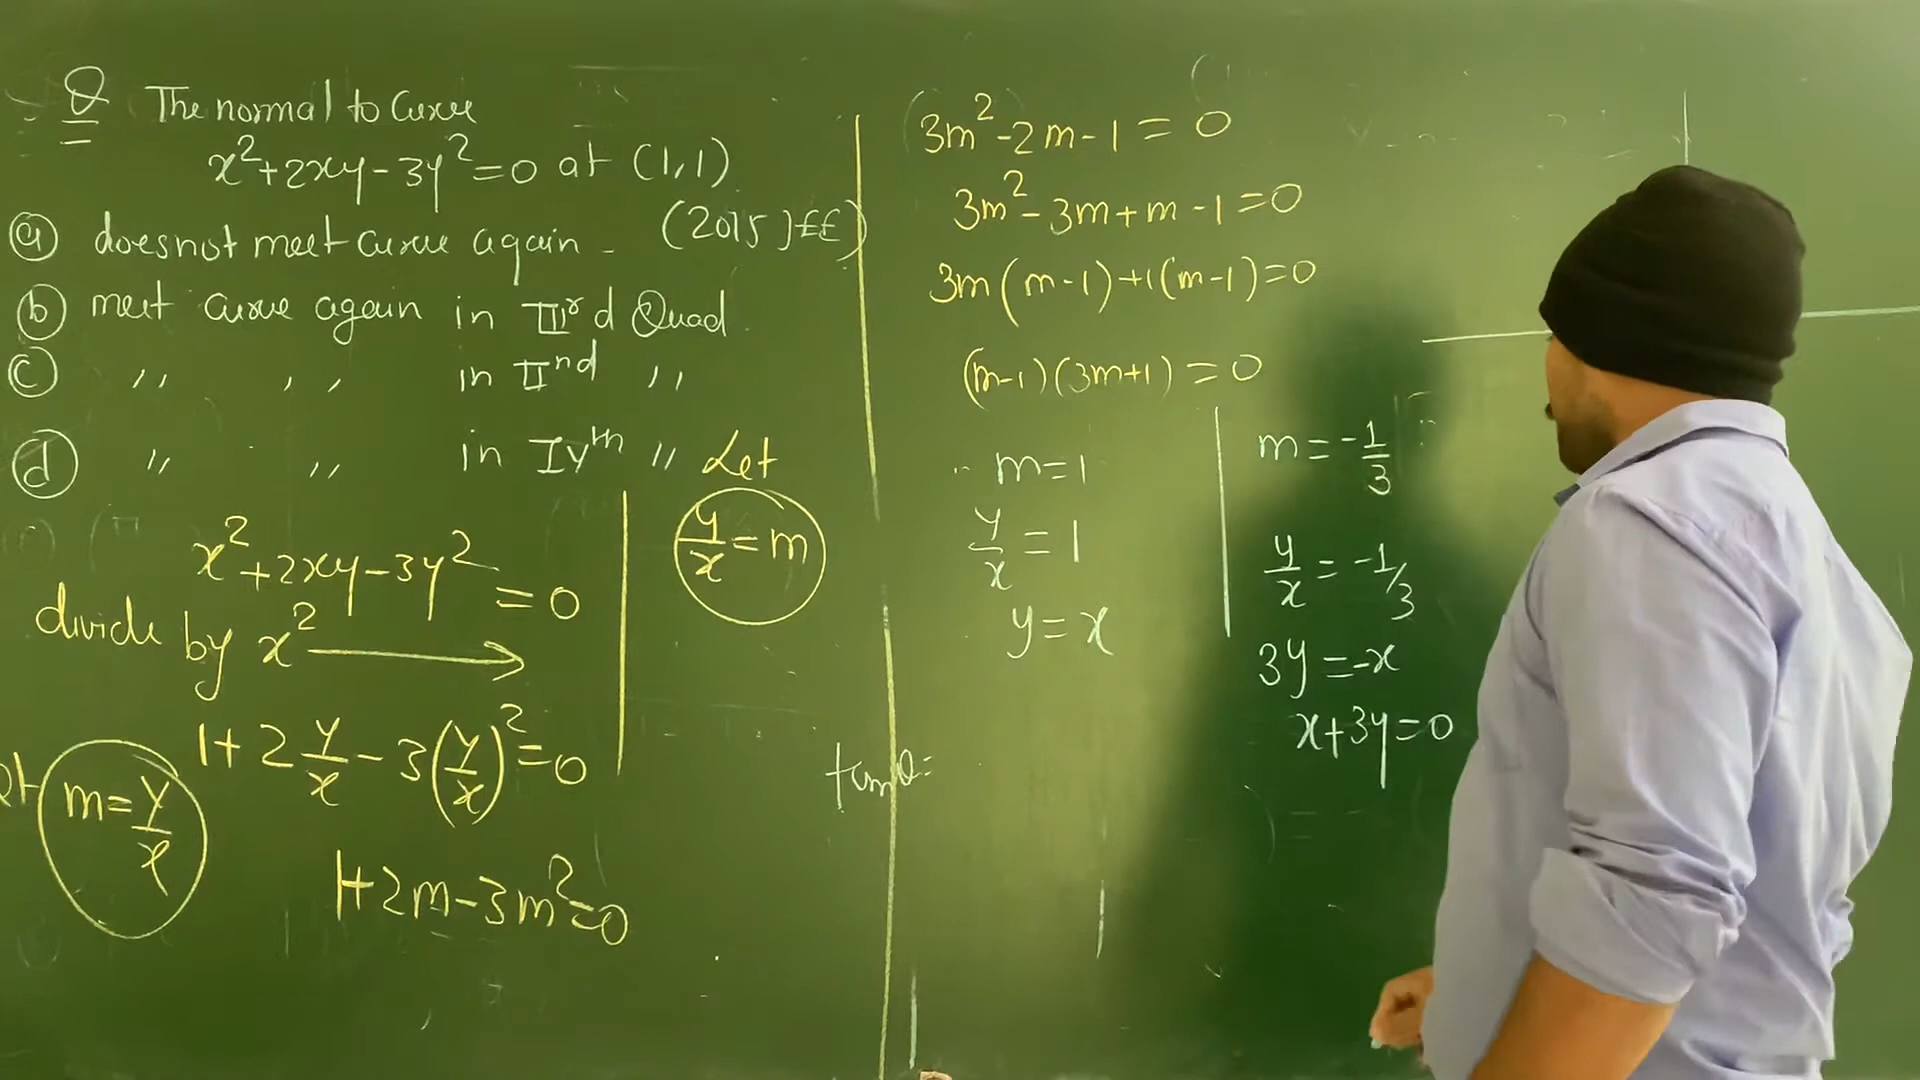 Q The normal to Curve
x²+2xy-3y²=0 at (1,1)
(a) doesnot meet curve again - (2015 JEE)
(b) meet curve again in IIIrd Quad.
(c) ,, ,, in IInd ,,
(d) ,, ,, in IVth ,,
Let
y/x = m
x²+2xy-3y² = 0
divide by x² →
1+2 y/x - 3(y/x)² = 0
m = y/x
1+2m-3m²=0
3m²-2m-1 = 0
3m²-3m+m-1=0
3m(m-1)+1(m-1)=0
(m-1)(3m+1) = 0
m=1
y/x = 1
y = x
m = -1/3
y/x = -1/3
3y = -x
x+3y=0
tanθ=